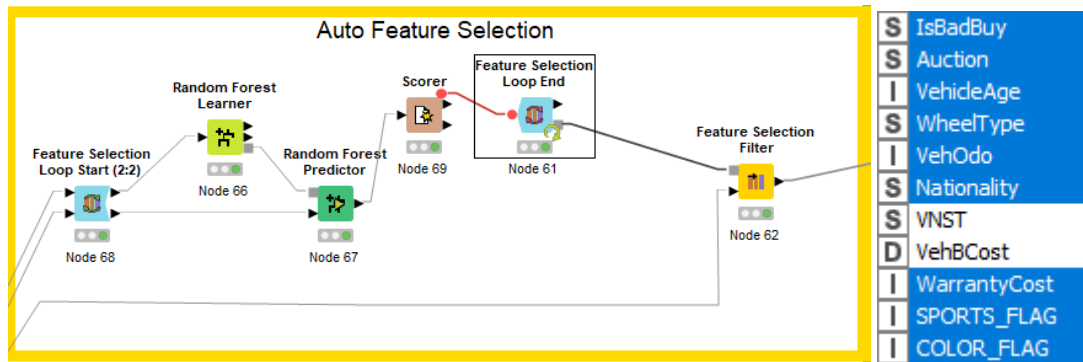 Auto Feature Selection
Feature Selection
Loop Start (2:2)
Node 68
Random Forest
Learner
Node 66
Random Forest
Predictor
Node 67
Scorer
Node 69
Feature Selection
Loop End
Node 61
Feature Selection
Filter
Node 62
S IsBadBuy
S Auction
I VehicleAge
S WheelType
I VehOdo
S Nationality
S VNST
D VehBCost
I WarrantyCost
I SPORTS_FLAG
I COLOR_FLAG